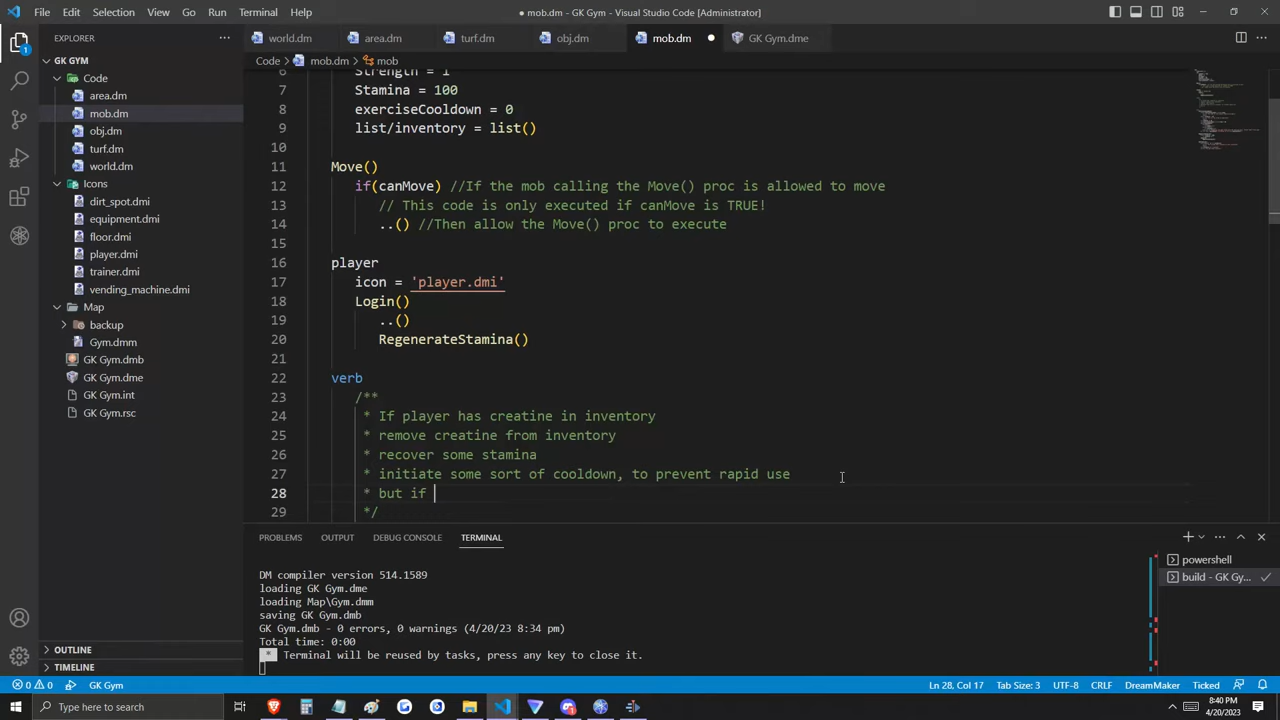 File Edit Selection View Go Run Terminal Help
● mob.dm - GK Gym - Visual Studio Code [Administrator]
EXPLORER ···
world.dm area.dm turf.dm obj.dm mob.dm ● GK Gym.dme
GK GYM
Code > mob.dm > mob
Code
area.dm
mob.dm
obj.dm
turf.dm
world.dm
Icons
dirt_spot.dmi
equipment.dmi
floor.dmi
player.dmi
trainer.dmi
vending_machine.dmi
Map
backup
Gym.dmm
GK Gym.dmb
GK Gym.dme
GK Gym.int
GK Gym.rsc
OUTLINE
TIMELINE
6 Strength = 1
7 Stamina = 100
8 exerciseCooldown = 0
9 list/inventory = list()
10
11 Move()
12 if(canMove) //If the mob calling the Move() proc is allowed to move
13 // This code is only executed if canMove is TRUE!
14 ..() //Then allow the Move() proc to execute
15
16 player
17 icon = 'player.dmi'
18 Login()
19 ..()
20 RegenerateStamina()
21
22 verb
23 /**
24 * If player has creatine in inventory
25 * remove creatine from inventory
26 * recover some stamina
27 * initiate some sort of cooldown, to prevent rapid use
28 * but if
29 */
PROBLEMS OUTPUT DEBUG CONSOLE TERMINAL
DM compiler version 514.1589
loading GK Gym.dme
loading Map\Gym.dmm
saving GK Gym.dmb
GK Gym.dmb - 0 errors, 0 warnings (4/20/23 8:34 pm)
Total time: 0:00
* Terminal will be reused by tasks, press any key to close it.
powershell
build - GK Gy...
0 0 GK Gym Ln 28, Col 17 Tab Size: 3 UTF-8 CRLF DreamMaker Ticked
Type here to search
8:40 PM
4/20/2023